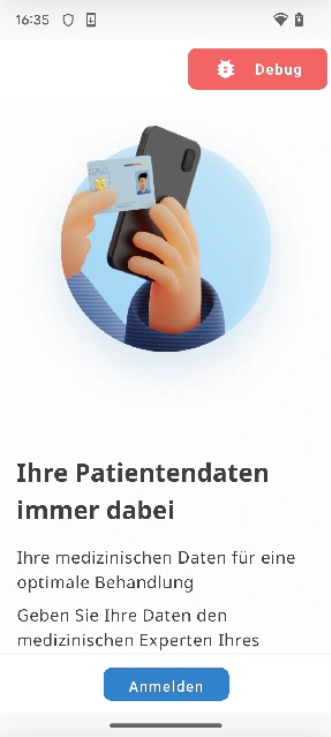 16:35
Debug
Ihre Patientendaten
immer dabei
Ihre medizinischen Daten für eine
optimale Behandlung
Geben Sie Ihre Daten den
medizinischen Experten Ihres
Anmelden